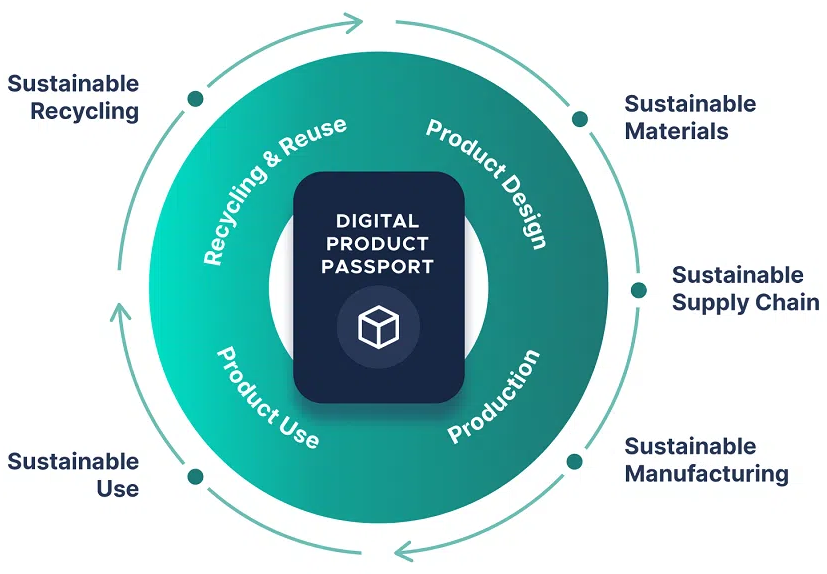 Sustainable
Recycling
Sustainable
Materials
Recycling & Reuse
Product Design
DIGITAL
PRODUCT
PASSPORT
Sustainable
Supply Chain
Product Use
Production
Sustainable
Use
Sustainable
Manufacturing